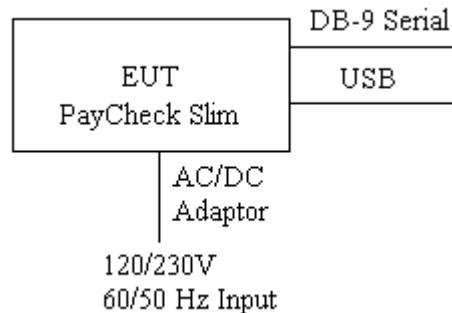 DB-9 Serial
EUT
PayCheck Slim
USB
AC/DC
Adaptor
120/230V
60/50 Hz Input